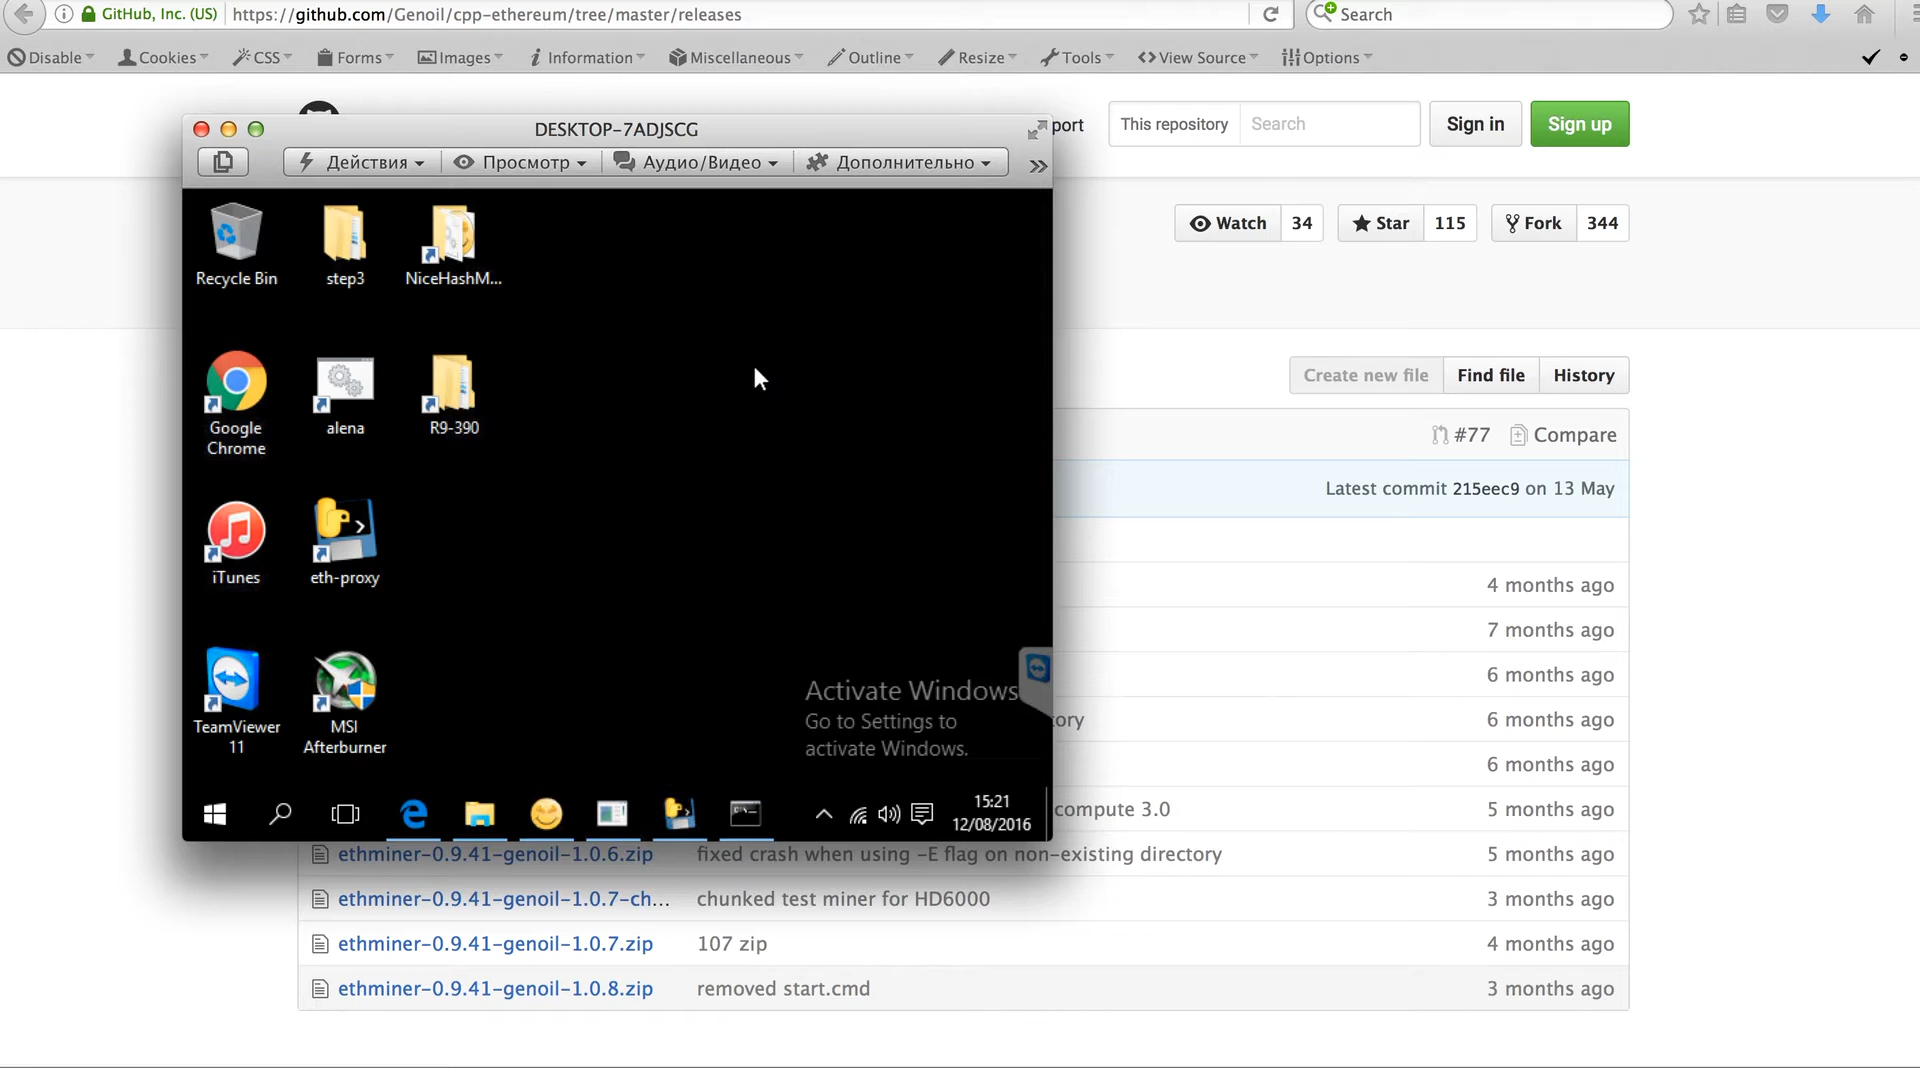 GitHub, Inc. (US)
https://github.com/Genoil/cpp-ethereum/tree/master/releases
Search
Disable
Cookies
CSS
Forms
Images
Information
Miscellaneous
Outline
Resize
Tools
View Source
Options
port
This repository
Search
Sign in
Sign up
DESKTOP-7ADJSCG
Действия
Просмотр
Аудио/Видео
Дополнительно
Watch 34
Star 115
Fork 344
Recycle Bin
step3
NiceHashM...
Create new file
Find file
History
Google
Chrome
alena
R9-390
#77
Compare
Latest commit 215eec9 on 13 May
iTunes
eth-proxy
4 months ago
7 months ago
6 months ago
TeamViewer
11
MSI
Afterburner
Activate Windows
Go to Settings to
activate Windows.
ory
6 months ago
6 months ago
15:21
12/08/2016
compute 3.0
5 months ago
ethminer-0.9.41-genoil-1.0.6.zip fixed crash when using -E flag on non-existing directory 5 months ago
ethminer-0.9.41-genoil-1.0.7-ch... chunked test miner for HD6000 3 months ago
ethminer-0.9.41-genoil-1.0.7.zip 107 zip 4 months ago
ethminer-0.9.41-genoil-1.0.8.zip removed start.cmd 3 months ago